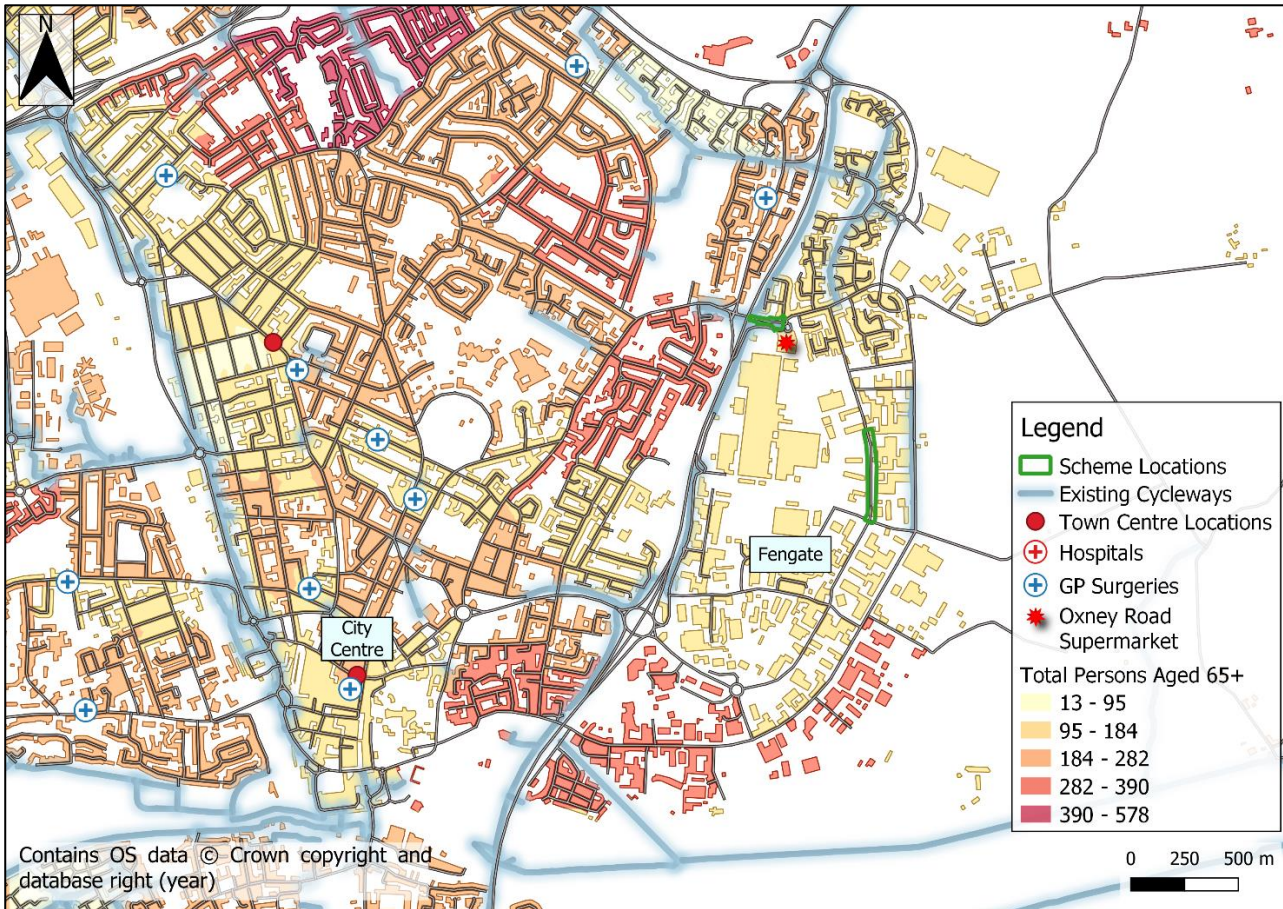 N
Fengate
City
Centre
Legend
Scheme Locations
Existing Cycleways
Town Centre Locations
Hospitals
GP Surgeries
Oxney Road
Supermarket
Total Persons Aged 65+
13 - 95
95 - 184
184 - 282
282 - 390
390 - 578
Contains OS data © Crown copyright and
database right (year)
0 250 500 m